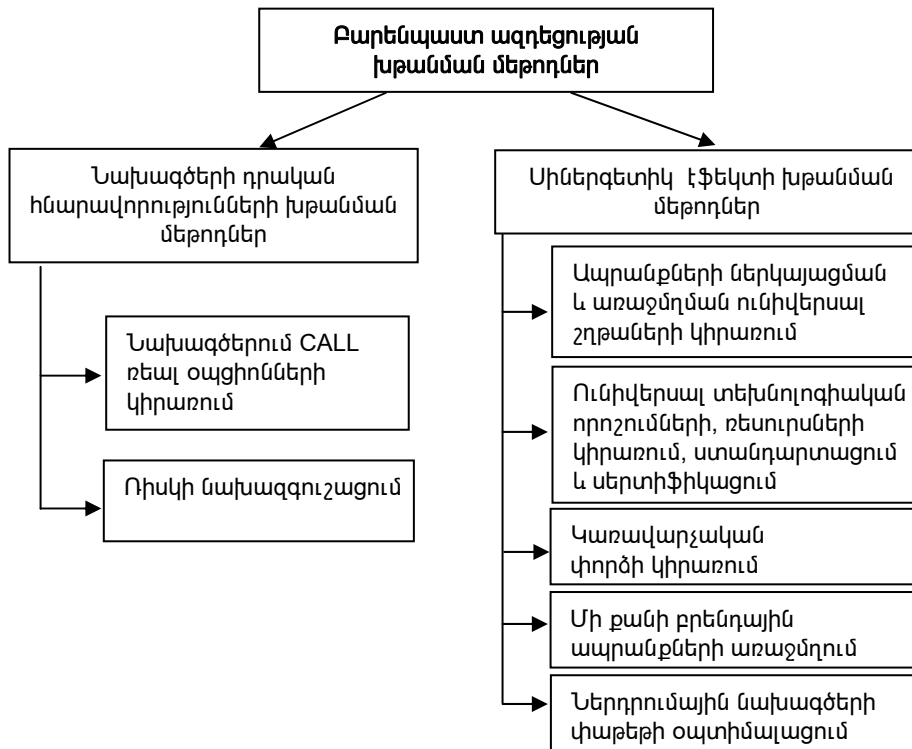 Բարենպաստ ազդեցության
խթանման մեթոդներ
Նախագծերի դրական
հնարավորությունների խթանման
մեթոդներ
Նախագծերում CALL
ռեալ օպցիոնների
կիրառում
Ռիսկի նախազգուշացում
Սիներգետիկ էֆեկտի խթանման
մեթոդներ
Ապրանքների ներկայացման
և առաջմղման ունիվերսալ
շղթաների կիրառում
Ունիվերսալ տեխնոլոգիական
որոշումների, ռեսուրսների
կիրառում, ստանդարտացում
և սերտիֆիկացում
Կառավարչական
փորձի կիրառում
Մի քանի բրենդային
ապրանքների առաջմղում
Ներդրումային նախագծերի
փաթեթի օպտիմալացում